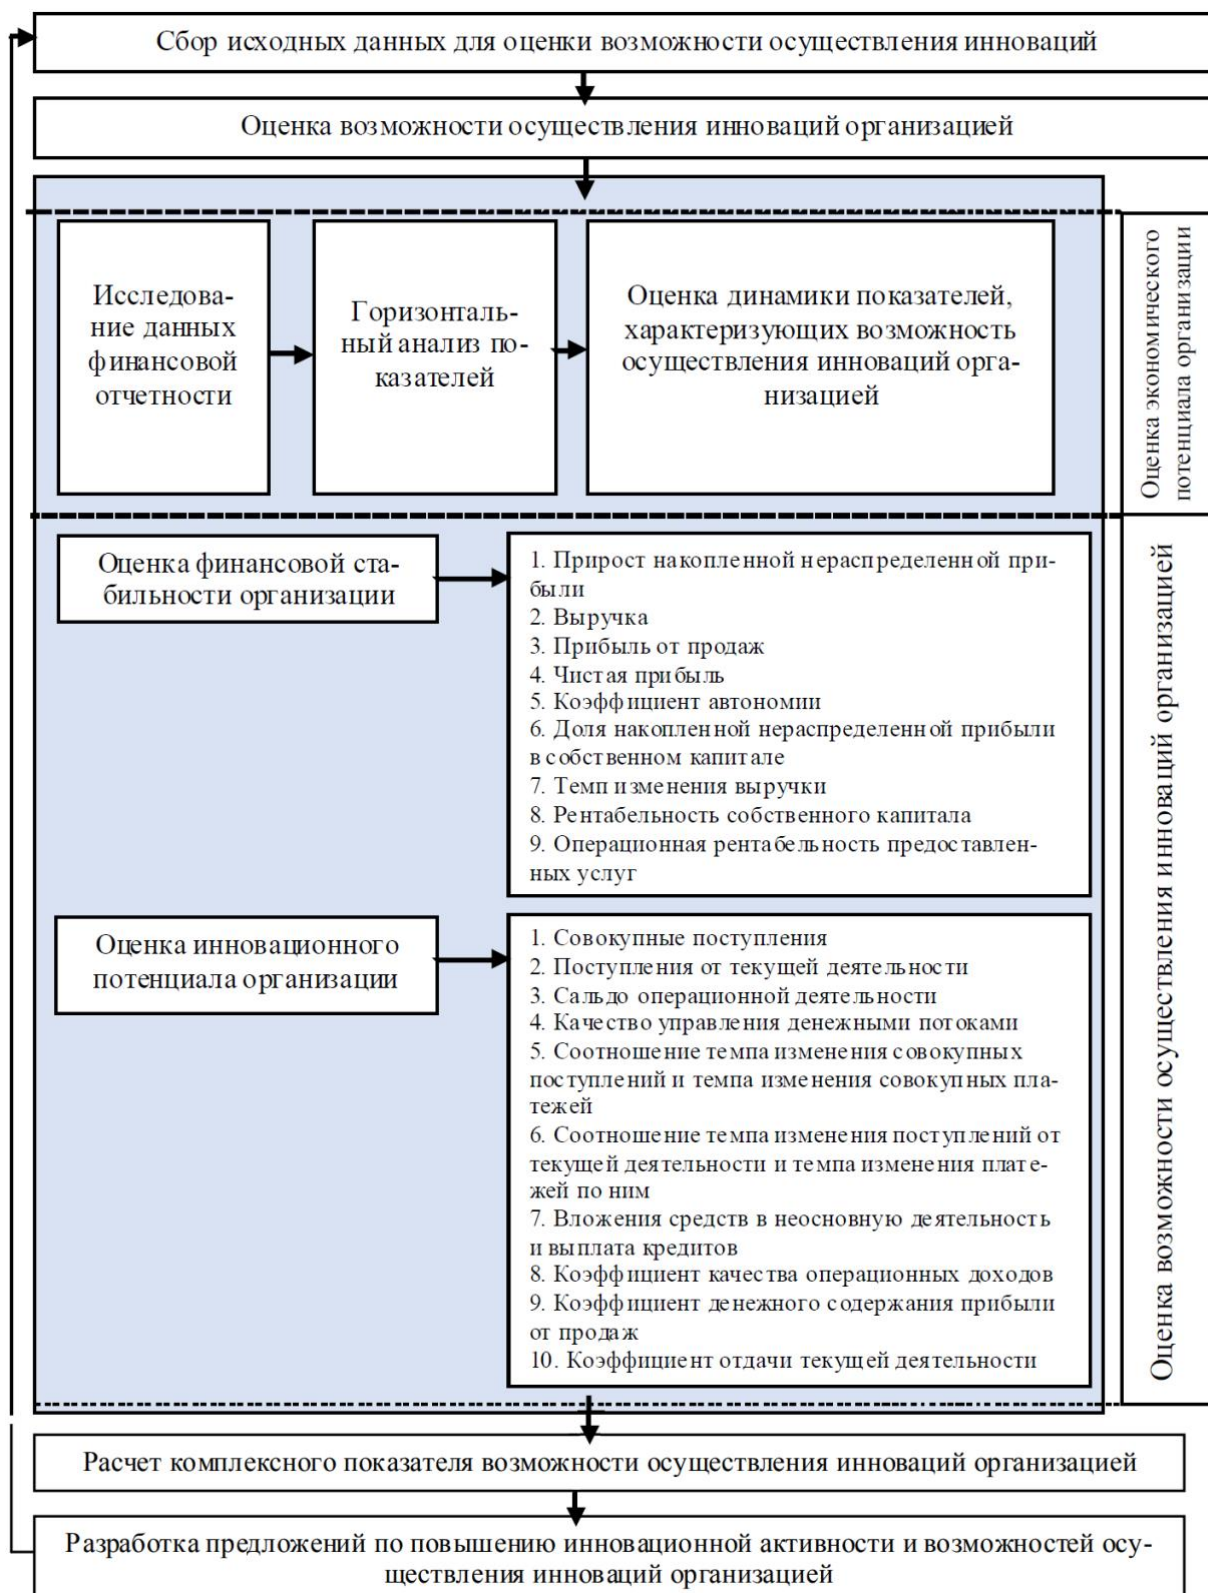 Сбор исходных данных для оценки возможности осуществления инноваций
Оценка возможности осуществления инноваций организацией
Исследова-
ние данных
финансовой
отчетности
Горизонталь-
ный анализ по-
казателей
Оценка динамики показателей,
характеризующих возможность
осуществления инноваций орга-
низацией
Оценка экономического
потенциала организации
Оценка финансовой ста-
бильности организации
1. Прирост накопленной нераспределенной при-
были
2. Выручка
3. Прибыль от продаж
4. Чистая прибыль
5. Коэффициент автономии
6. Доля накопленной нераспределенной прибыли
в собственном капитале
7. Темп изменения выручки
8. Рентабельность собственного капитала
9. Операционная рентабельность предоставлен-
ных услуг
Оценка инновационного
потенциала организации
1. Совокупные поступления
2. Поступления от текущей деятельности
3. Сальдо операционной деятельности
4. Качество управления денежными потоками
5. Соотношение темпа изменения совокупных
поступлений и темпа изменения совокупных пла-
тежей
6. Соотношение темпа изменения поступлений от
текущей деятельности и темпа изменения плате-
жей по ним
7. Вложения средств в неосновную деятельность
и выплата кредитов
8. Коэффициент качества операционных доходов
9. Коэффициент денежного содержания прибыли
от продаж
10. Коэффициент отдачи текущей деятельности
Оценка возможности осуществления инноваций организацией
Расчет комплексного показателя возможности осуществления инноваций организацией
Разработка предложений по повышению инновационной активности и возможностей осу-
ществления инноваций организацией